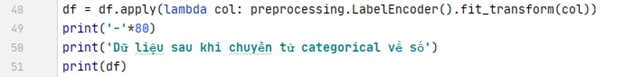 48 df = df.apply(lambda col: preprocessing.LabelEncoder().fit_transform(col))
49 print('-'*80)
50 print('Dữ liệu sau khi chuyển từ categorical về số')
51 print(df)